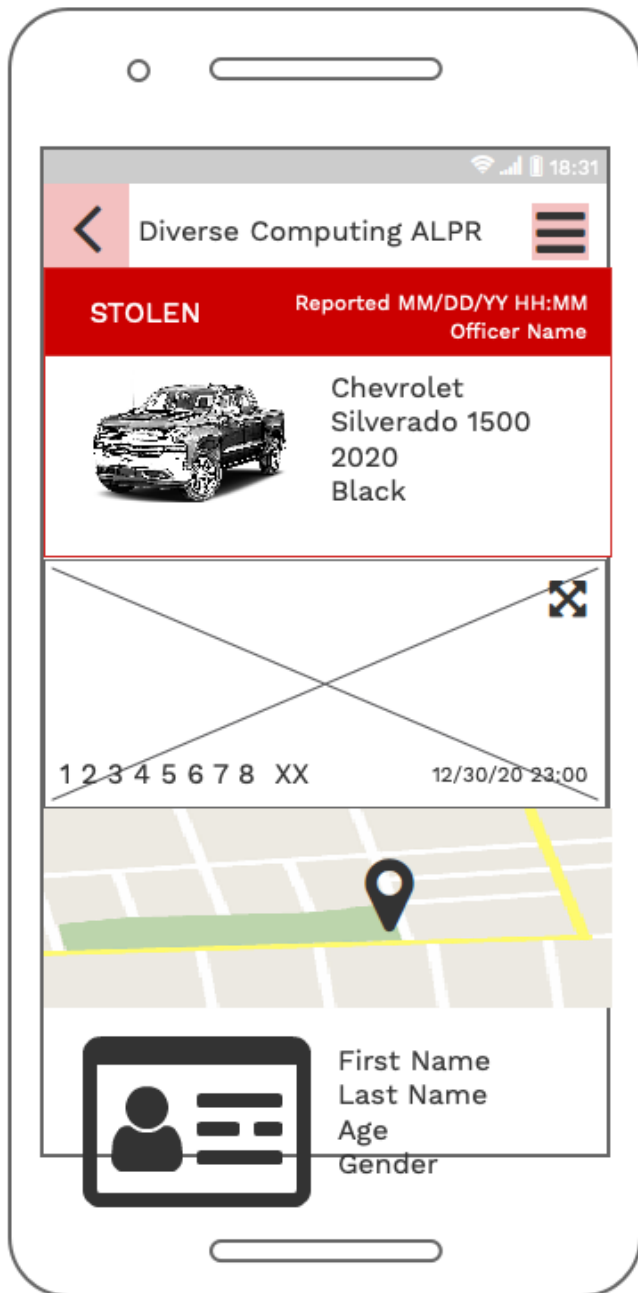 18:31
Diverse Computing ALPR
STOLEN
Reported MM/DD/YY HH:MM
Officer Name
Chevrolet
Silverado 1500
2020
Black
1 2 3 4 5 6 7 8 XX
12/30/20 23:00
First Name
Last Name
Age
Gender